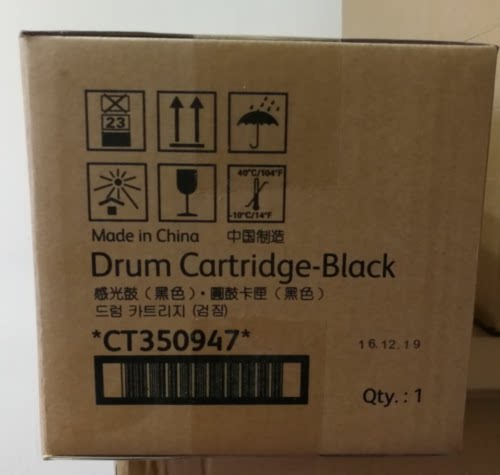 23
40°C/104°F
-10°C/14°F
Made in China 中国制造
Drum Cartridge-Black
感光鼓（黑色）・圓鼓卡匣（黑色）
드럼 카트리지 (검정)
*CT350947*
16.12.19
Qty. : 1